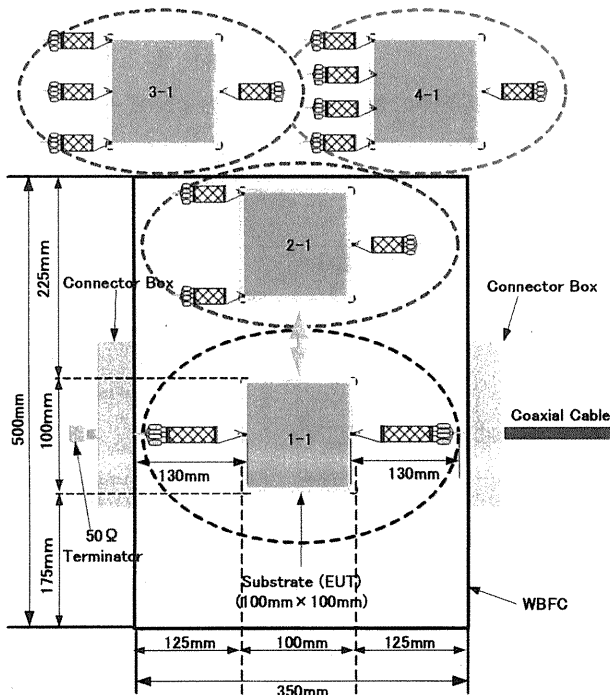 3-1
4-1
2-1
225mm
Connector Box
Connector Box
500mm
100mm
1-1
Coaxial Cable
130mm
130mm
50Ω
Terminator
175mm
Substrate (EUT)
(100mm×100mm)
WBFC
125mm
100mm
125mm
350mm